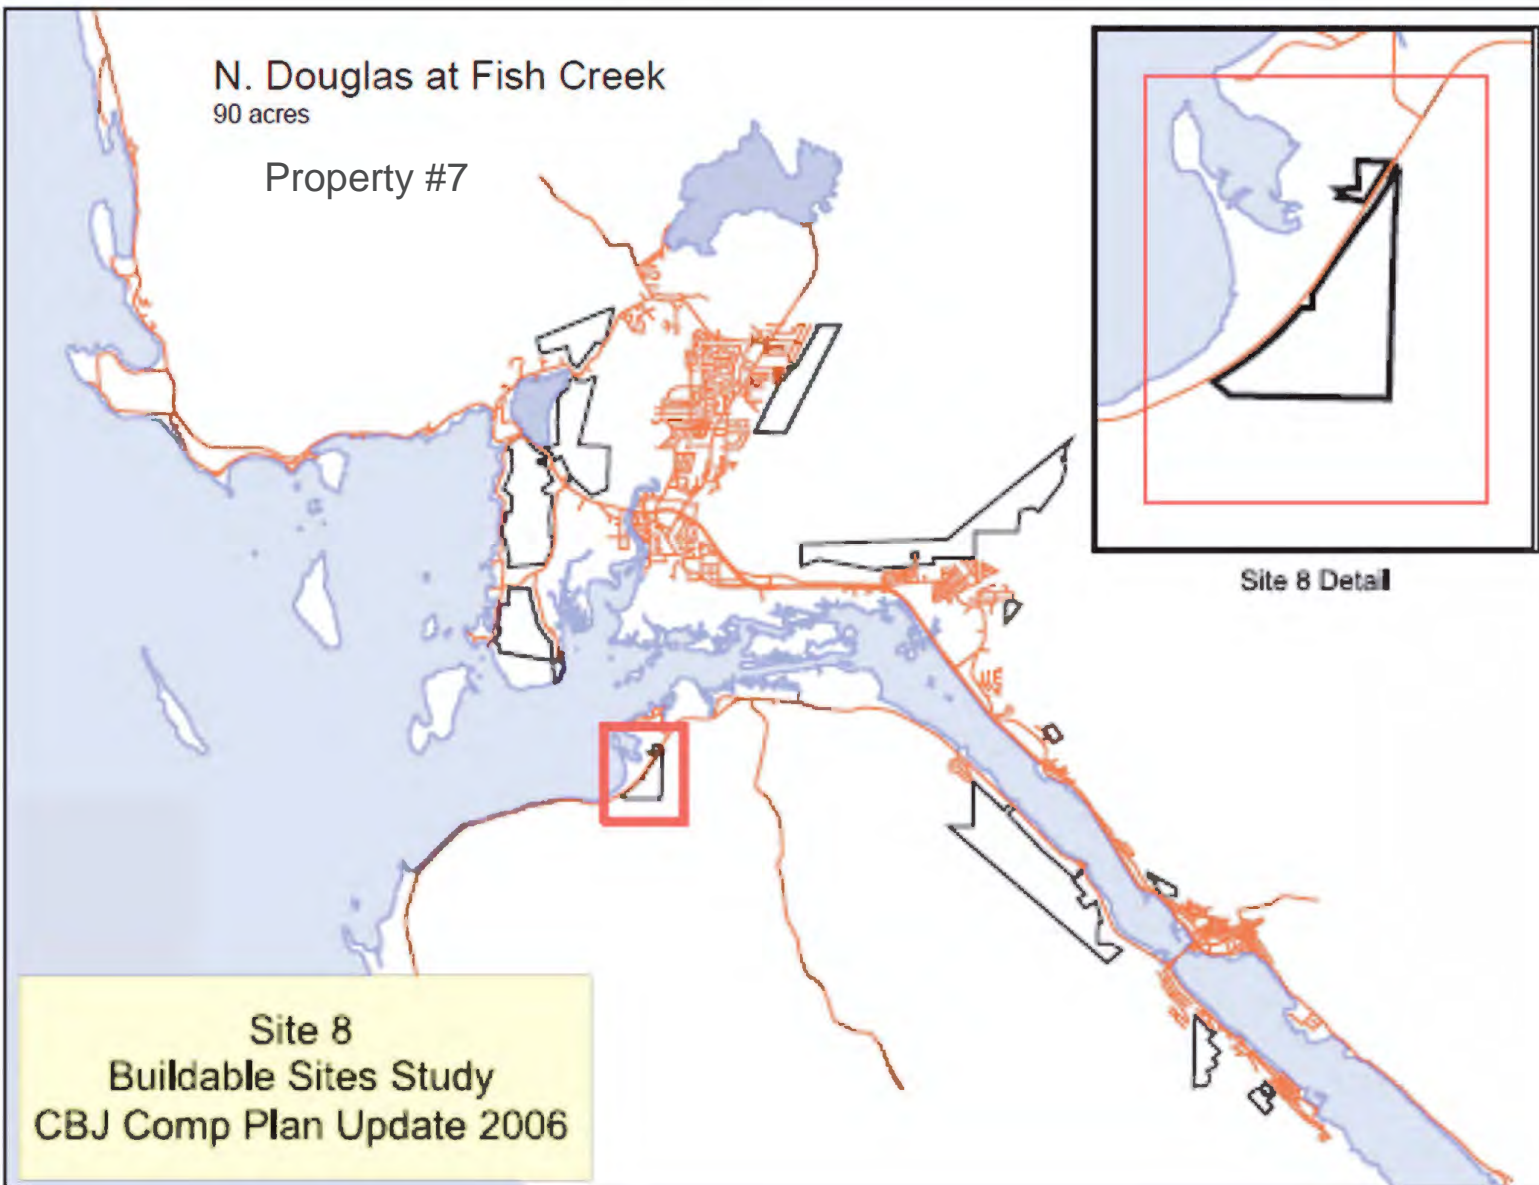 N. Douglas at Fish Creek
90 acres
Property #7
Site 8 Detail
Site 8
Buildable Sites Study
CBJ Comp Plan Update 2006